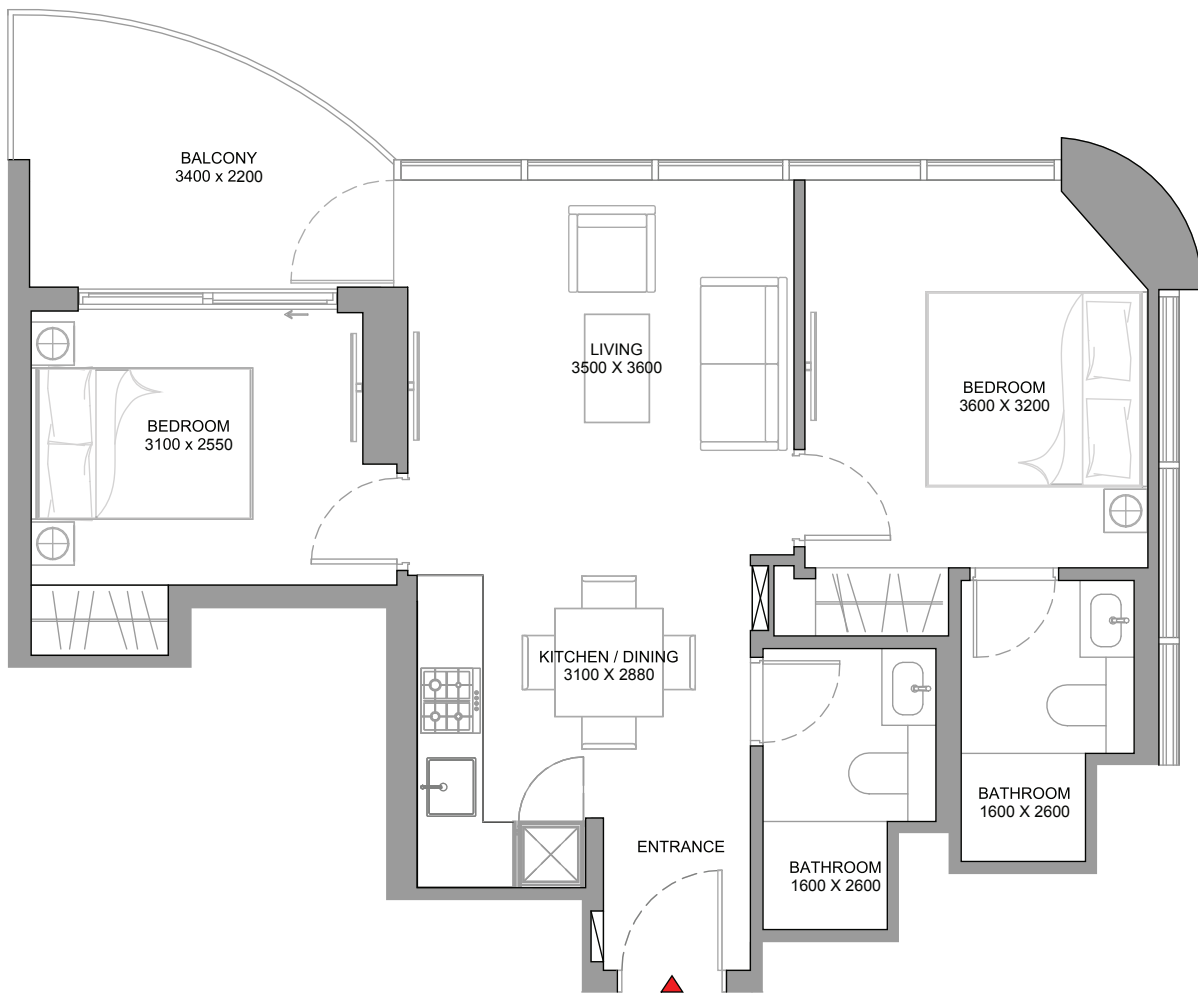 BALCONY
3400 x 2200
LIVING
3500 X 3600
BEDROOM
3600 X 3200
BEDROOM
3100 x 2550
KITCHEN / DINING
3100 X 2880
BATHROOM
1600 X 2600
ENTRANCE
BATHROOM
1600 X 2600